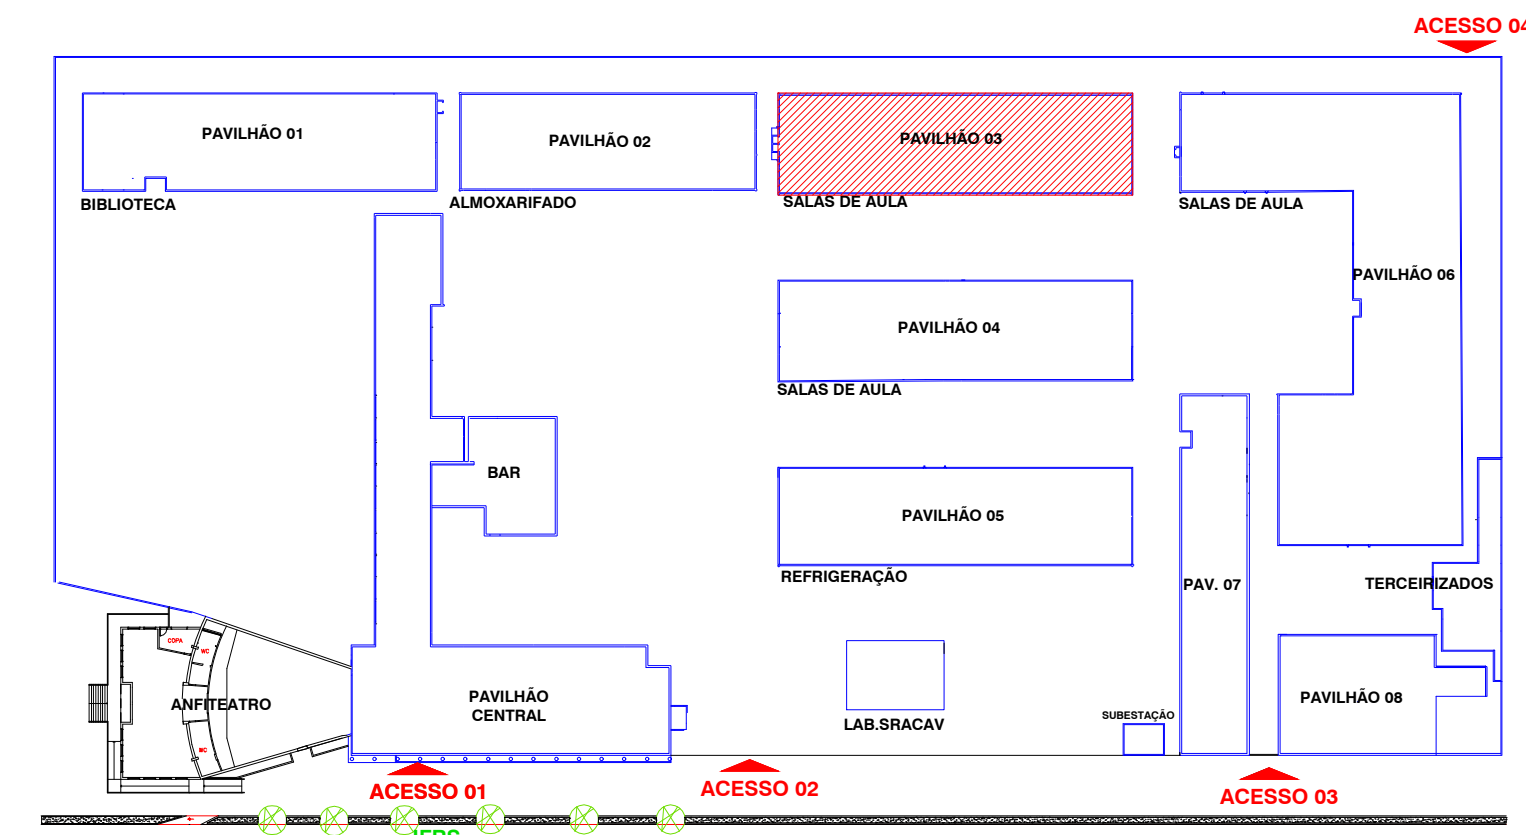 ACESSO 04
PAVILHÃO 01
PAVILHÃO 02
PAVILHÃO 03
BIBLIOTECA
ALMOXARIFADO
SALAS DE AULA
SALAS DE AULA
PAVILHÃO 06
PAVILHÃO 04
SALAS DE AULA
BAR
PAVILHÃO 05
REFRIGERAÇÃO
PAV. 07
TERCEIRIZADOS
COPA
WC
ANFITEATRO
PAVILHÃO
CENTRAL
PAVILHÃO 08
LAB.SRACAV
SUBESTAÇÃO
WC
ACESSO 01
ACESSO 02
ACESSO 03
IFRS